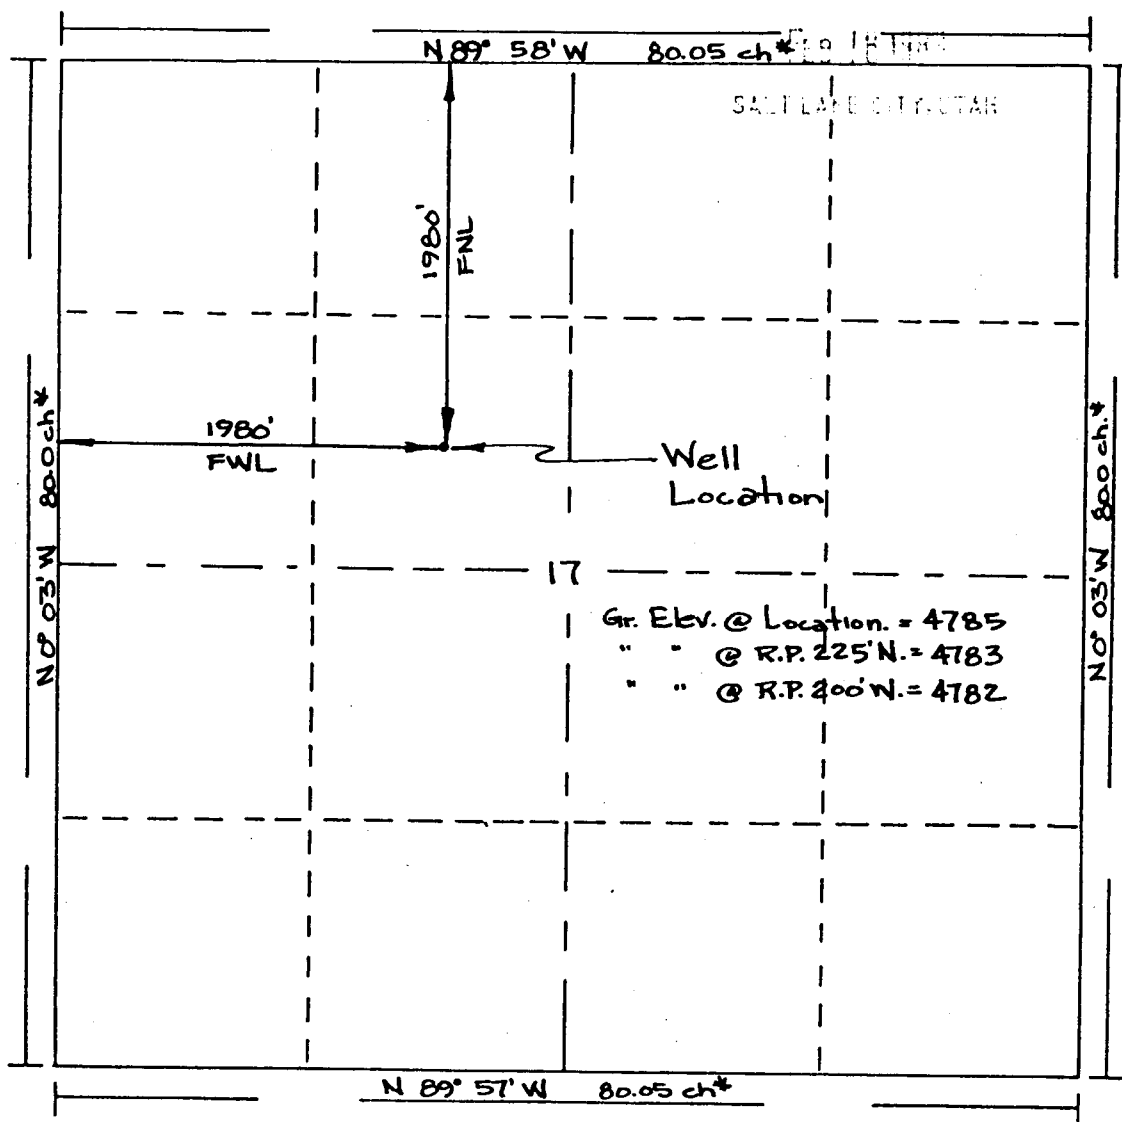 N 89° 58' W 80.05 ch*
SALT LAKE CITY, UTAH
1980'
FNL
1980'
FWL
Well
Location
N 0° 03' W 80.0 ch*
N 0° 03' W 80.0 ch.*
17
Gr. Elev. @ Location. = 4785
" " @ R.P. 225' N. = 4783
" " @ R.P. 200' W. = 4782
N 89° 57' W 80.05 ch*